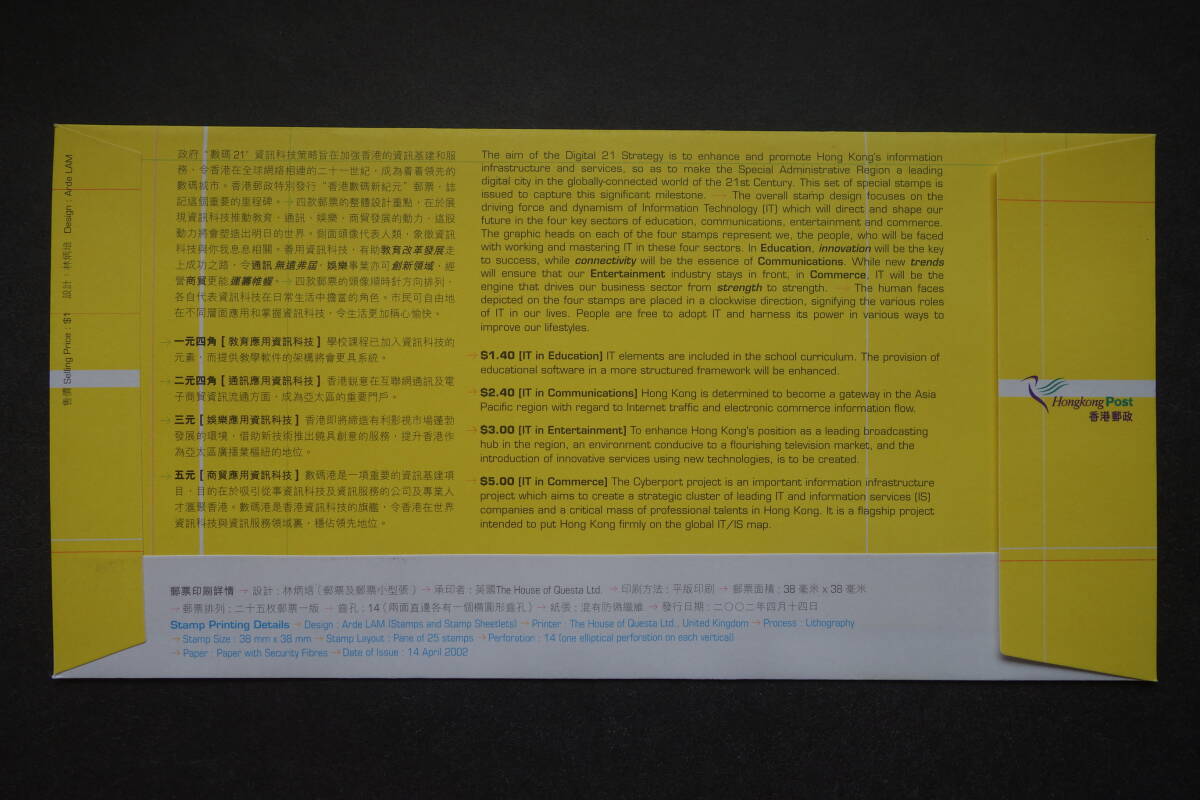 售價 Selling Price : $1 設計 : 林炳培 Design : Arde LAM
政府“數碼21”資訊科技策略旨在加強香港的資訊基建和服
務，令香港在全球網絡相連的二十一世紀，成為着着領先的
數碼城市。香港郵政特別發行“香港數碼新紀元”郵票，誌
記這個重要的里程碑。→四款郵票的整體設計重點，在於展
現資訊科技推動教育、通訊、娛樂、商貿發展的動力，這股
動力將會塑造出明日的世界。側面頭像代表人類，象徵資訊
科技與你我息息相關。善用資訊科技，有助教育改革發展走
上成功之路，令通訊無遠弗屆，娛樂事業亦可創新領域，經
營商貿更能運籌帷幄。→四款郵票的頭像順時針方向排列，
各自代表資訊科技在日常生活中擔當的角色。市民可自由地
在不同層面應用和掌握資訊科技，令生活更加稱心愉快。
→一元四角［教育應用資訊科技］學校課程已加入資訊科技的
元素，而提供教學軟件的架構將會更具系統。
→二元四角［通訊應用資訊科技］香港銳意在互聯網通訊及電
子商貿資訊流通方面，成為亞太區的重要門戶。
→三元［娛樂應用資訊科技］香港即將締造有利影視市場蓬勃
發展的環境，借助新技術推出饒具創意的服務，提升香港作
為亞太區廣播業樞紐的地位。
→五元［商貿應用資訊科技］數碼港是一項重要的資訊基建項
目，目的在於吸引從事資訊科技及資訊服務的公司及專業人
才滙聚香港。數碼港是香港資訊科技的旗艦，令香港在世界
資訊科技與資訊服務領域裏，穩佔領先地位。
The aim of the Digital 21 Strategy is to enhance and promote Hong Kong's information
infrastructure and services, so as to make the Special Administrative Region a leading
digital city in the globally-connected world of the 21st Century. This set of special stamps is
issued to capture this significant milestone. → The overall stamp design focuses on the
driving force and dynamism of Information Technology (IT) which will direct and shape our
future in the four key sectors of education, communications, entertainment and commerce.
The graphic heads on each of the four stamps represent we, the people, who will be faced
with working and mastering IT in these four sectors. In Education, innovation will be the key
to success, while connectivity will be the essence of Communications. While new trends
will ensure that our Entertainment industry stays in front, in Commerce, IT will be the
engine that drives our business sector from strength to strength. → The human faces
depicted on the four stamps are placed in a clockwise direction, signifying the various roles
of IT in our lives. People are free to adopt IT and harness its power in various ways to
improve our lifestyles.
→$1.40 [IT in Education] IT elements are included in the school curriculum. The provision of
educational software in a more structured framework will be enhanced.
→$2.40 [IT in Communications] Hong Kong is determined to become a gateway in the Asia
Pacific region with regard to Internet traffic and electronic commerce information flow.
→$3.00 [IT in Entertainment] To enhance Hong Kong's position as a leading broadcasting
hub in the region, an environment conducive to a flourishing television market, and the
introduction of innovative services using new technologies, is to be created.
→$5.00 [IT in Commerce] The Cyberport project is an important information infrastructure
project which aims to create a strategic cluster of leading IT and information services (IS)
companies and a critical mass of professional talents in Hong Kong. It is a flagship project
intended to put Hong Kong firmly on the global IT/IS map.
Hongkong Post
香港郵政
郵票印刷詳情 → 設計 : 林炳培（郵票及郵票小型張）→ 承印者 : 英國The House of Questa Ltd. → 印刷方法 : 平版印刷 → 郵票面積 : 38 毫米 x 38 毫米
→ 郵票排列 : 二十五枚郵票一版 → 齒孔 : 14（兩面直邊各有一個橢圓形齒孔）→ 紙張 : 混有防偽纖維 → 發行日期 : 二〇〇二年四月十四日
Stamp Printing Details → Design : Arde LAM (Stamps and Stamp Sheetlets) → Printer : The House of Questa Ltd., United Kingdom → Process : Lithography
→ Stamp Size : 38 mm x 38 mm → Stamp Layout : Pane of 25 stamps → Perforation : 14 (one elliptical perforation on each vertical)
→ Paper : Paper with Security Fibres → Date of Issue : 14 April 2002